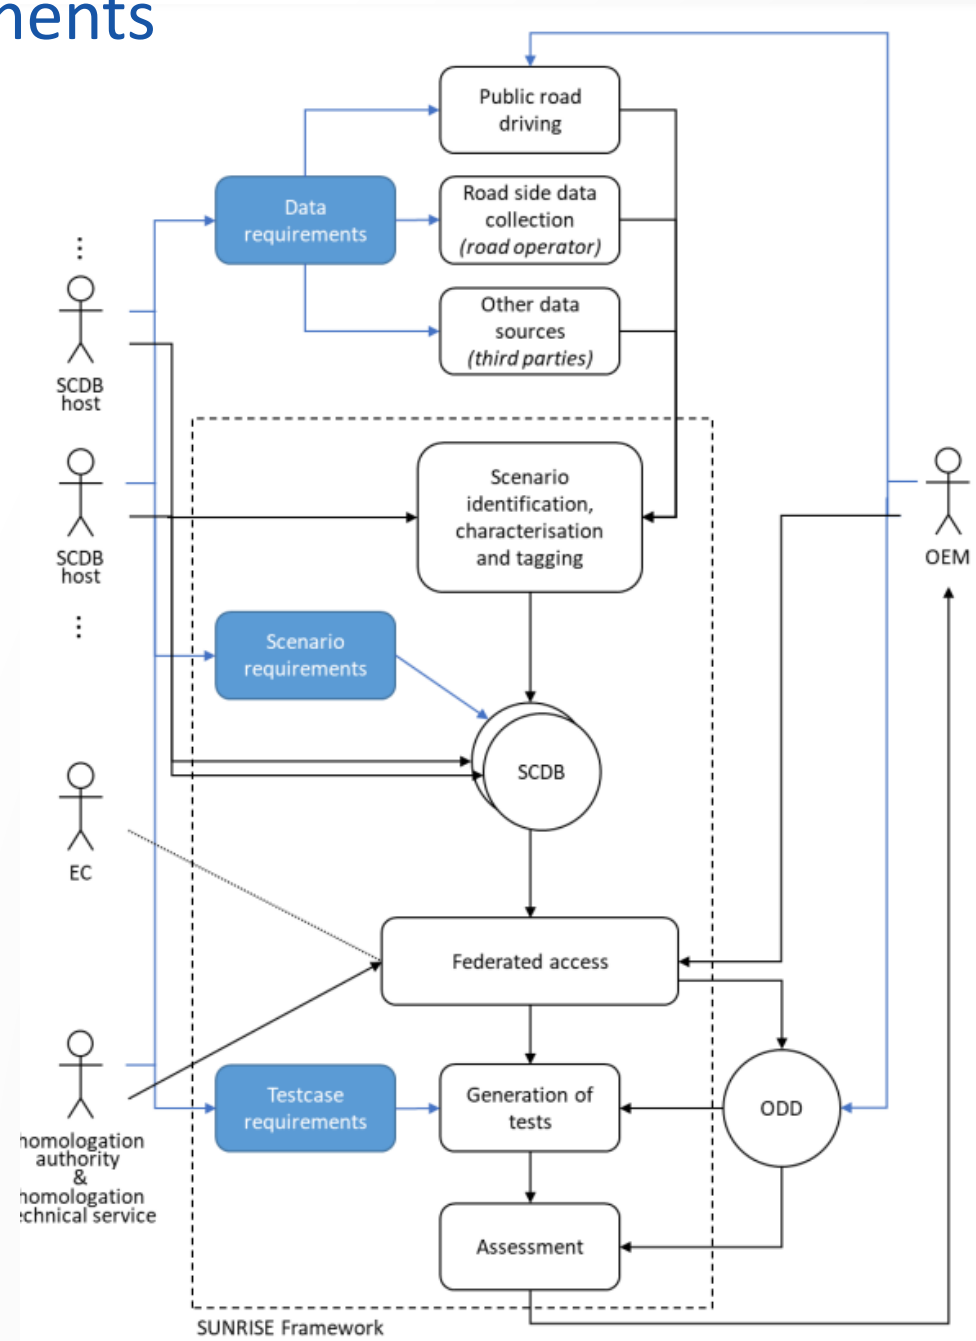 ments
Public road
driving
Data
requirements
Road side data
collection
(road operator)
Other data
sources
(third parties)
SCDB
host
Scenario
identification,
characterisation
and tagging
SCDB
host
OEM
Scenario
requirements
SCDB
EC
Federated access
Testcase
requirements
Generation of
tests
ODD
homologation
authority
&
homologation
echnical service
Assessment
SUNRISE Framework